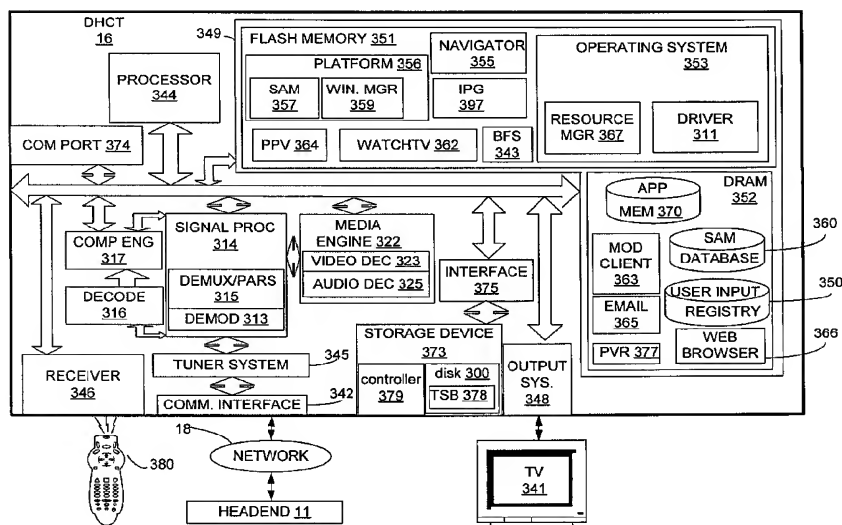 DHCT
16
PROCESSOR
344
COM PORT 374
349
FLASH MEMORY 351
PLATFORM 356
SAM
357
WIN. MGR
359
NAVIGATOR
355
IPG
397
PPV 364
WATCHTV 362
BFS
343
OPERATING SYSTEM
353
RESOURCE
MGR 367
DRIVER
311
DRAM
352
APP
MEM 370
MOD
CLIENT
363
SAM
DATABASE
360
EMAIL
365
USER INPUT
REGISTRY
350
PVR 377
WEB
BROWSER
366
COMP ENG
317
DECODE
316
SIGNAL PROC
314
DEMUX/PARS
315
DEMOD 313
MEDIA
ENGINE 322
VIDEO DEC 323
AUDIO DEC 325
INTERFACE
375
TUNER SYSTEM
345
COMM. INTERFACE
342
RECEIVER
346
STORAGE DEVICE
373
controller
379
disk 300
TSB 378
OUTPUT
SYS.
348
380
18
NETWORK
HEADEND 11
TV
341